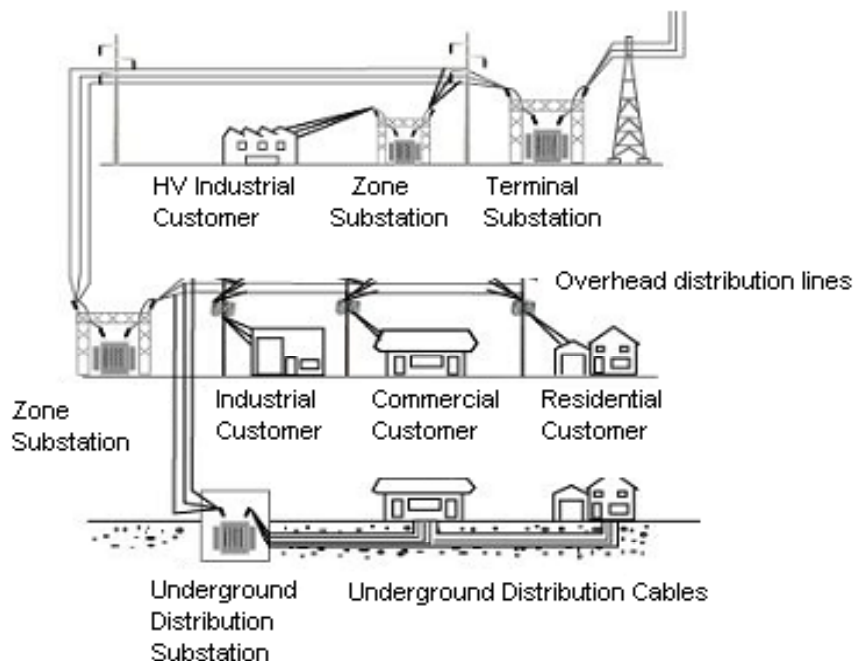 HV Industrial
Customer
Zone
Substation
Terminal
Substation
Overhead distribution lines
Zone
Substation
Industrial
Customer
Commercial
Customer
Residential
Customer
Underground
Distribution
Substation
Underground Distribution Cables